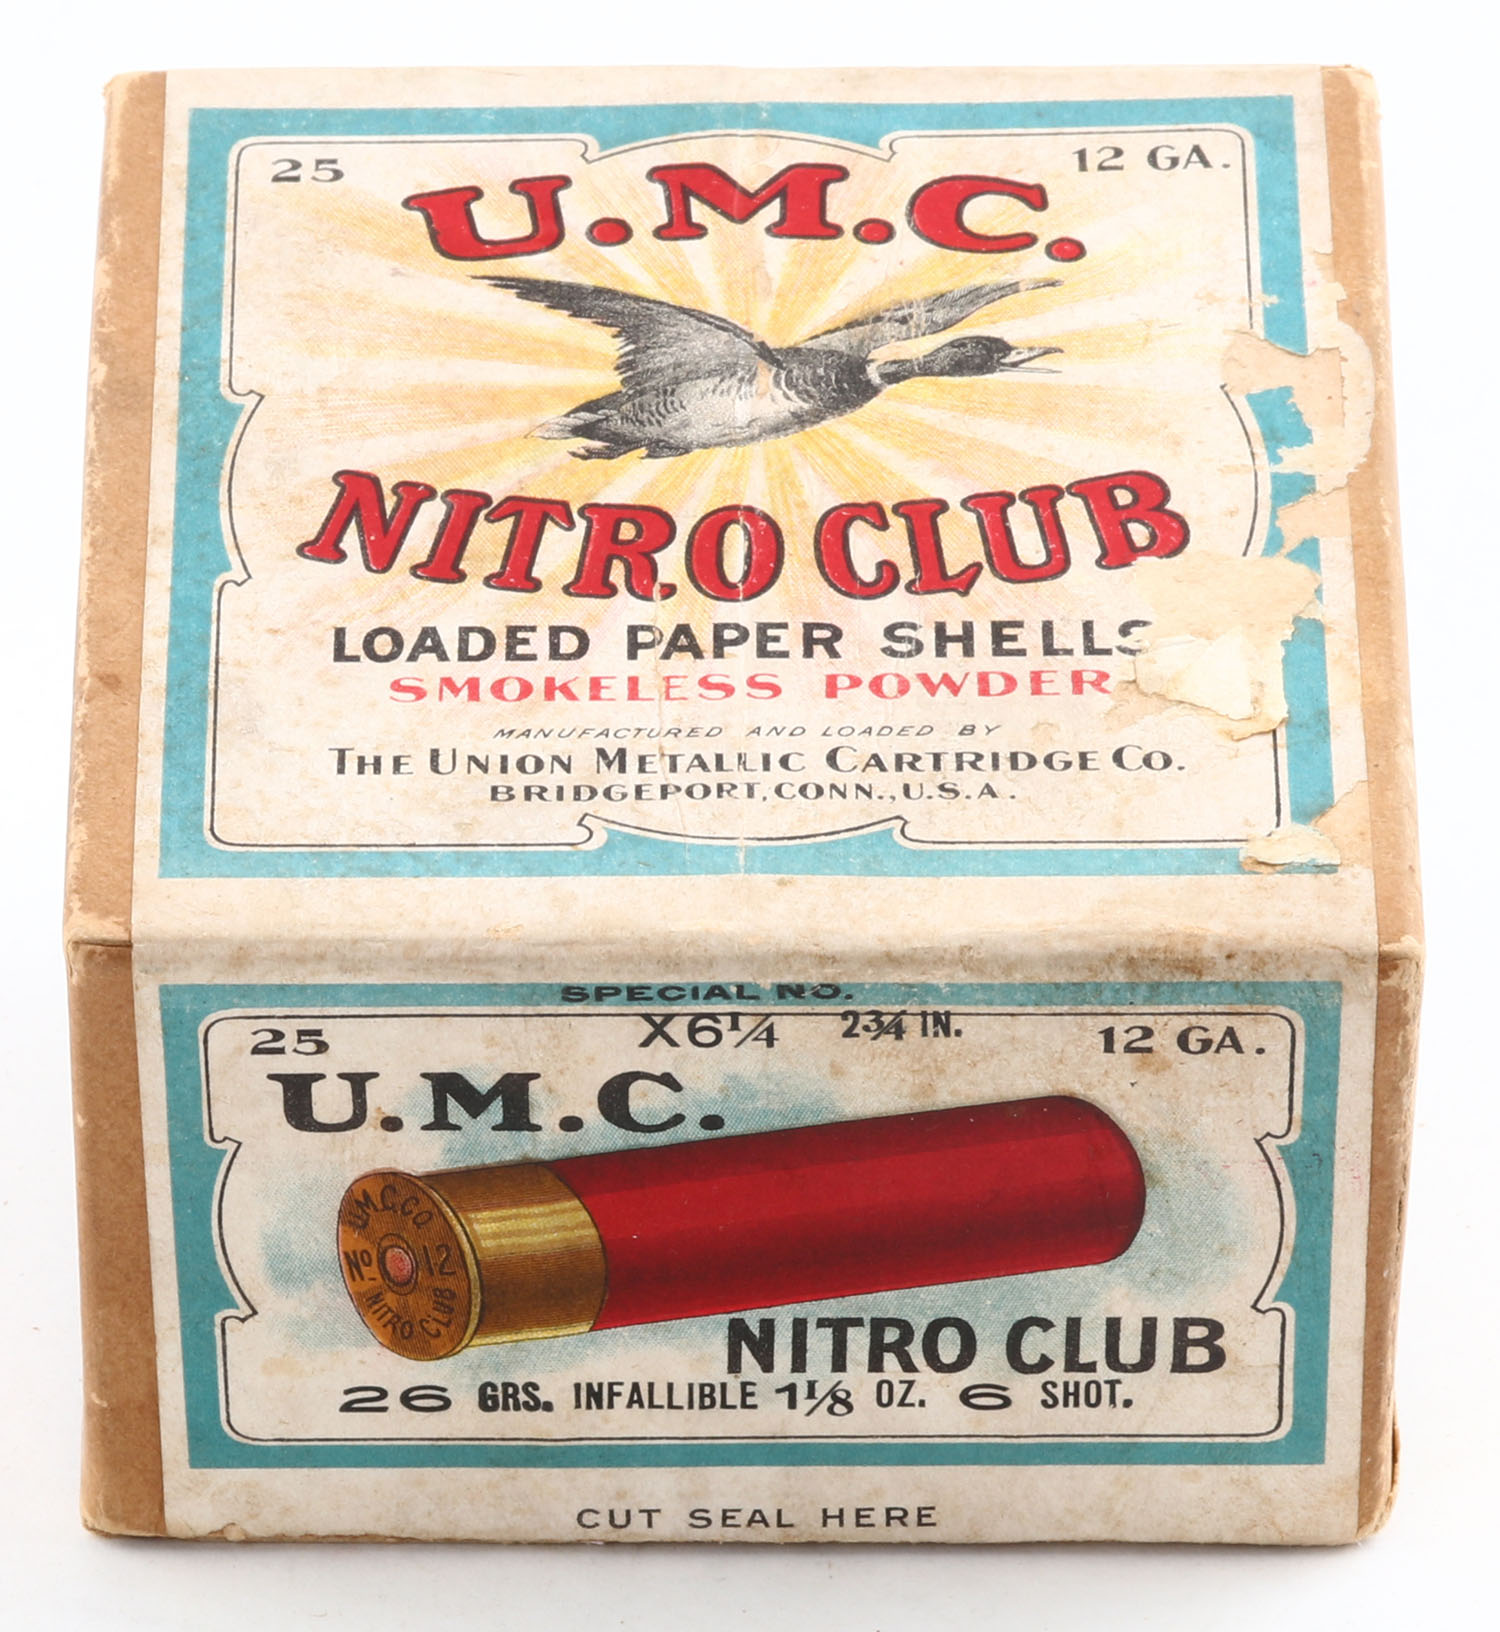 25
12 GA.
U.M.C.
NITRO CLUB
LOADED PAPER SHELLS
SMOKELESS POWDER
MANUFACTURED AND LOADED BY
THE UNION METALLIC CARTRIDGE CO.
BRIDGEPORT, CONN., U.S.A.
SPECIAL NO.
X6¼ 2¾ IN.
25
12 GA.
U.M.C.
U.M.C.CO.
No 12
NITRO CLUB
NITRO CLUB
26 GRS. INFALLIBLE 1⅛ OZ. 6 SHOT.
CUT SEAL HERE